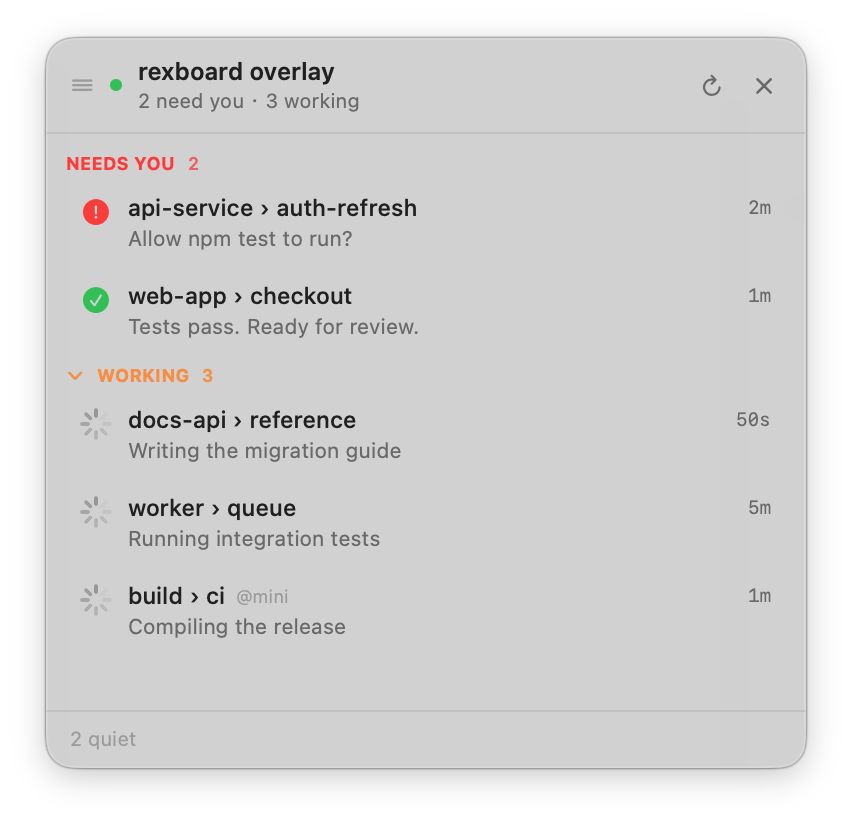 rexboard overlay
2 need you · 3 working
NEEDS YOU 2
api-service › auth-refresh 2m
Allow npm test to run?
web-app › checkout 1m
Tests pass. Ready for review.
WORKING 3
docs-api › reference 50s
Writing the migration guide
worker › queue 5m
Running integration tests
build › ci @mini 1m
Compiling the release
2 quiet